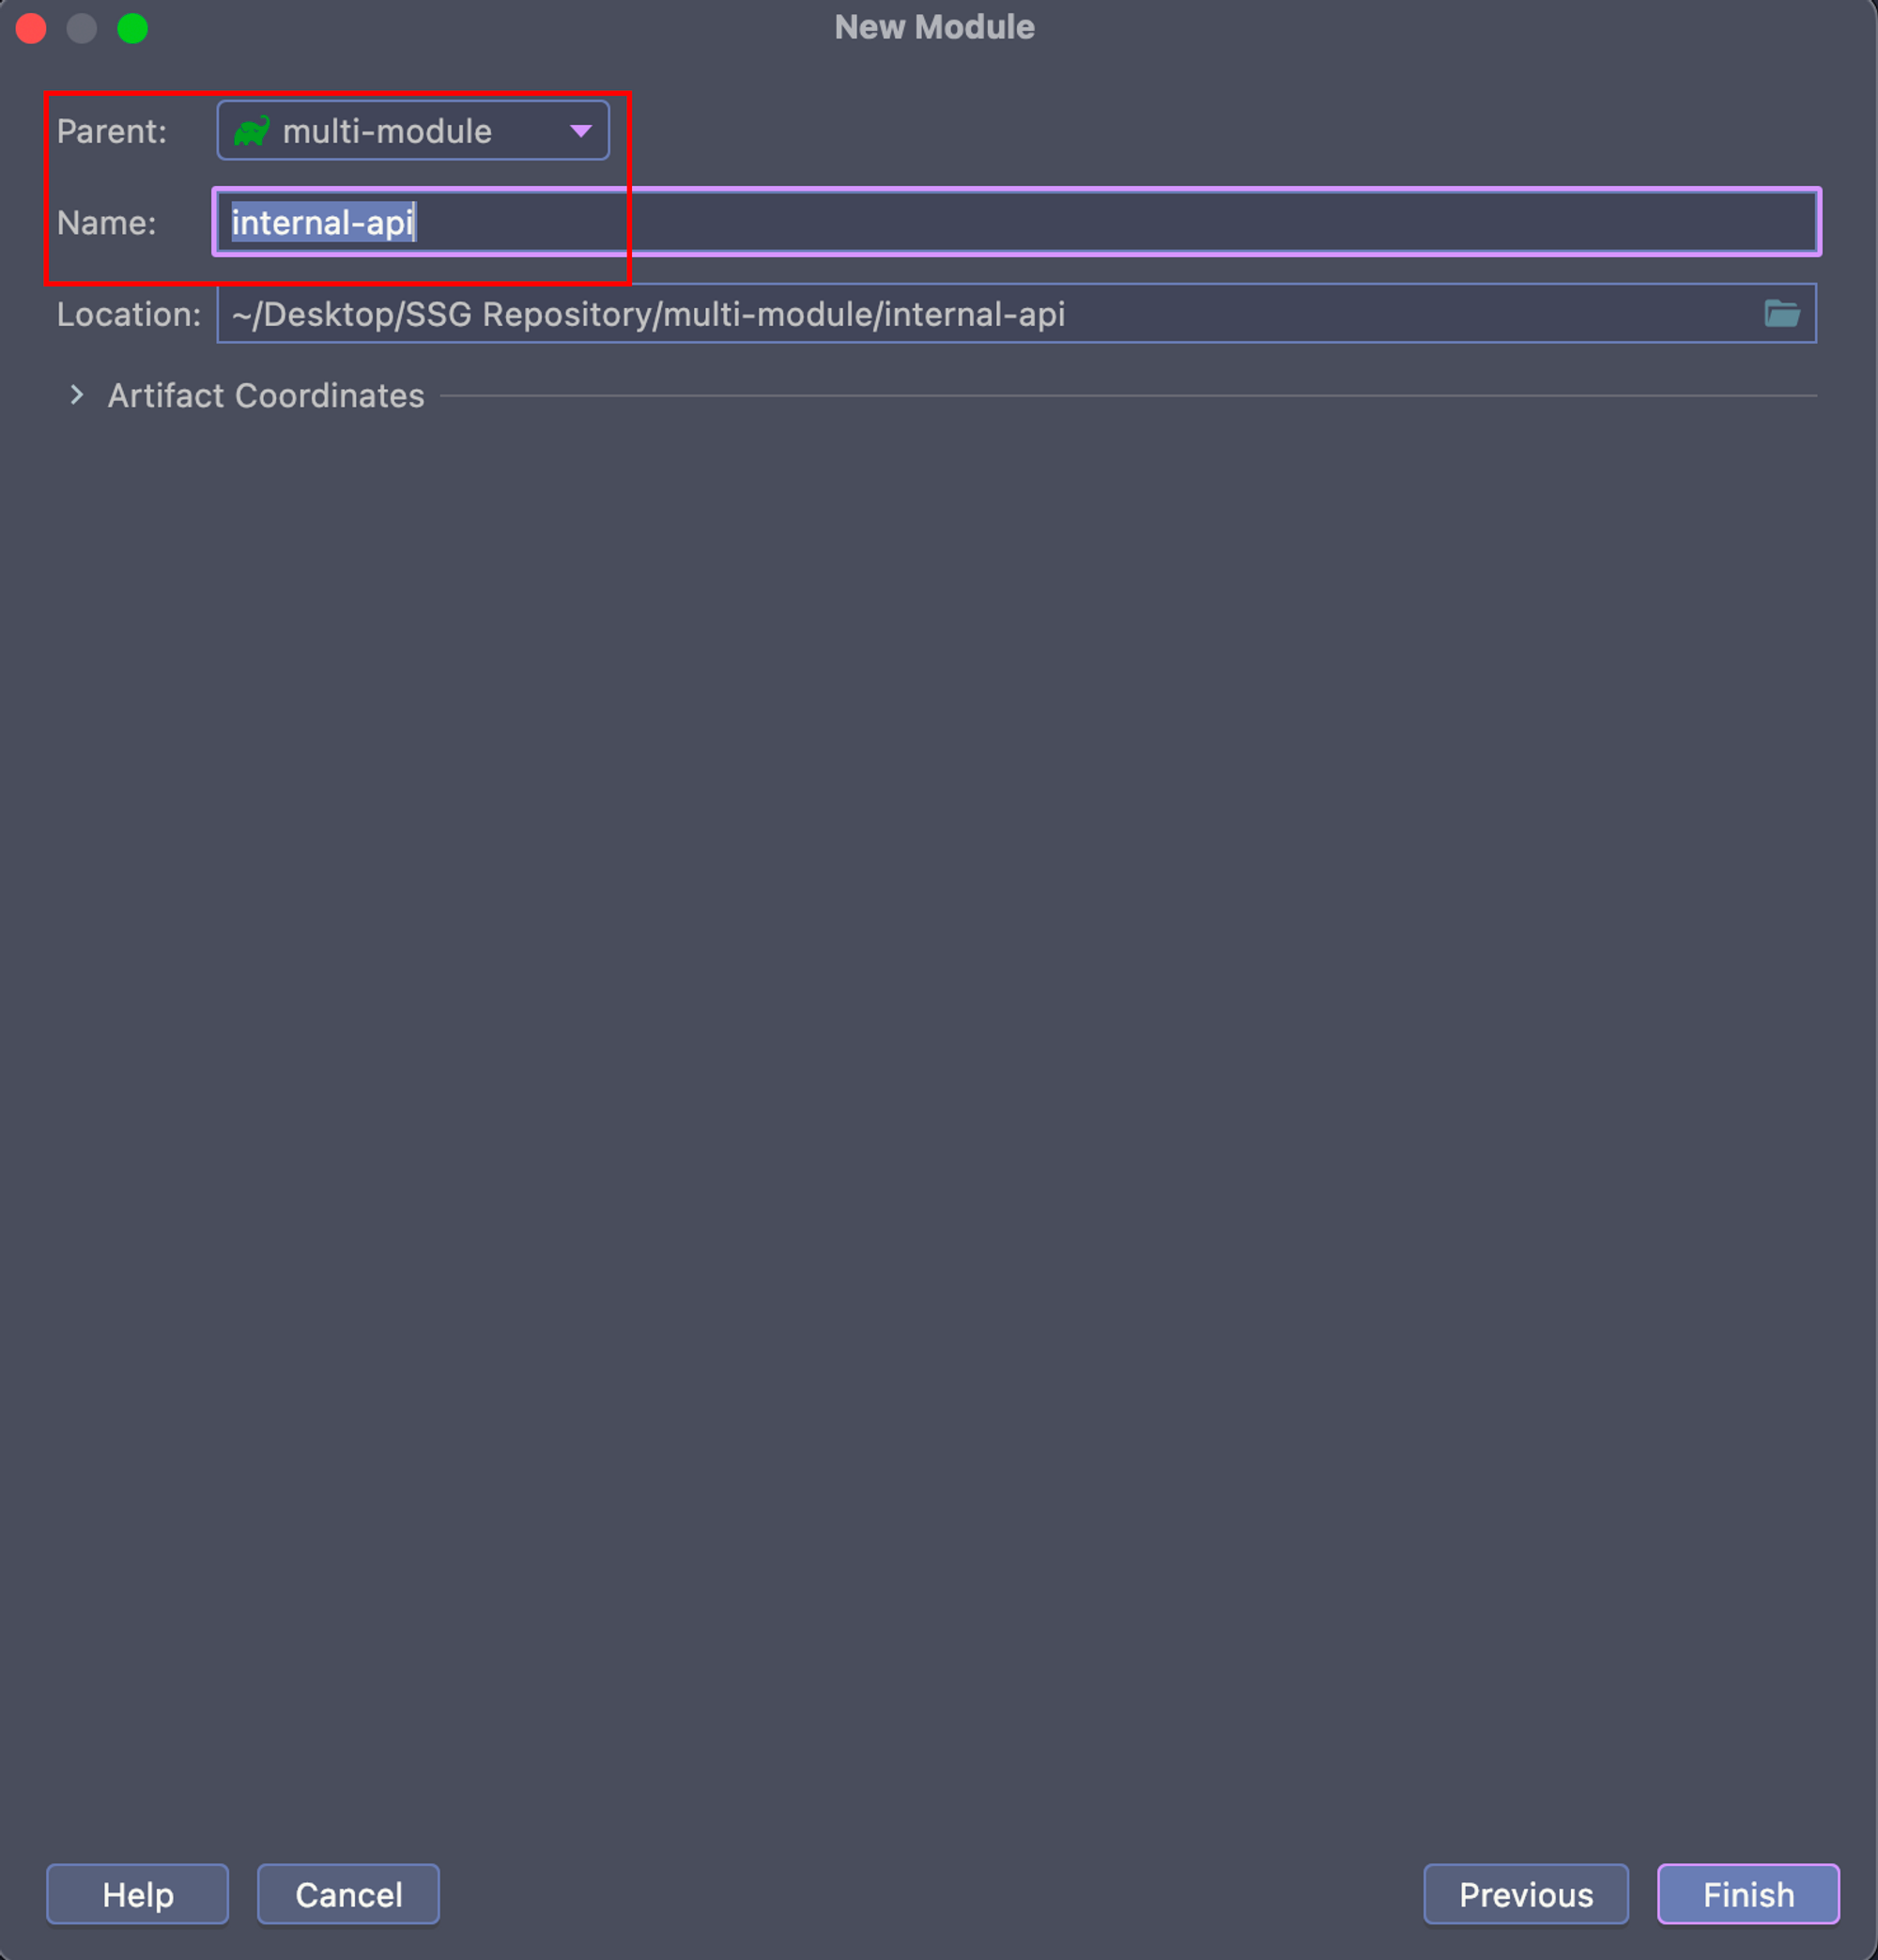 New Module
Parent: multi-module
Name: internal-api
Location: ~/Desktop/SSG Repository/multi-module/internal-api
Artifact Coordinates
Help Cancel Previous Finish